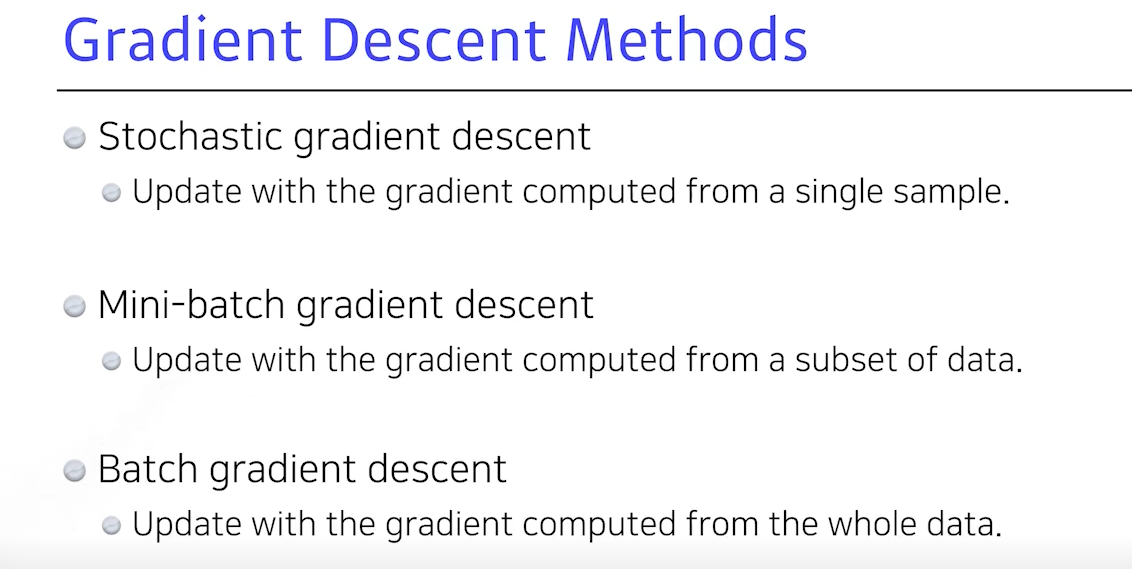 Gradient Descent Methods
Stochastic gradient descent
Update with the gradient computed from a single sample.
Mini-batch gradient descent
Update with the gradient computed from a subset of data.
Batch gradient descent
Update with the gradient computed from the whole data.